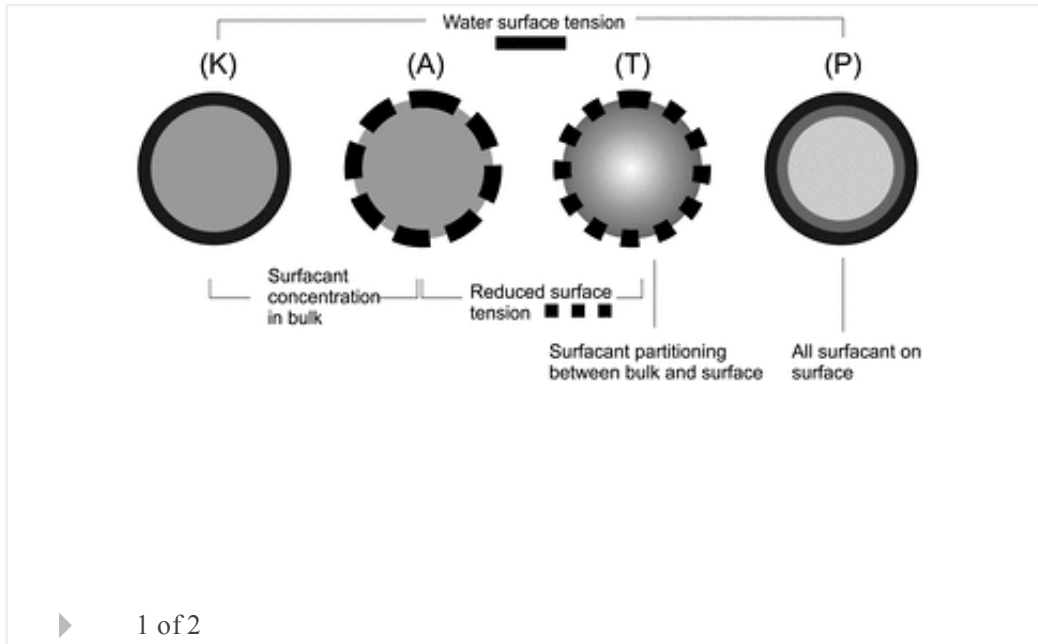 Water surface tension
(K)
(A)
(T)
(P)
Surfacant
concentration
in bulk
Reduced surface
tension
Surfacant partitioning
between bulk and surface
All surfacant on
surface
1 of 2